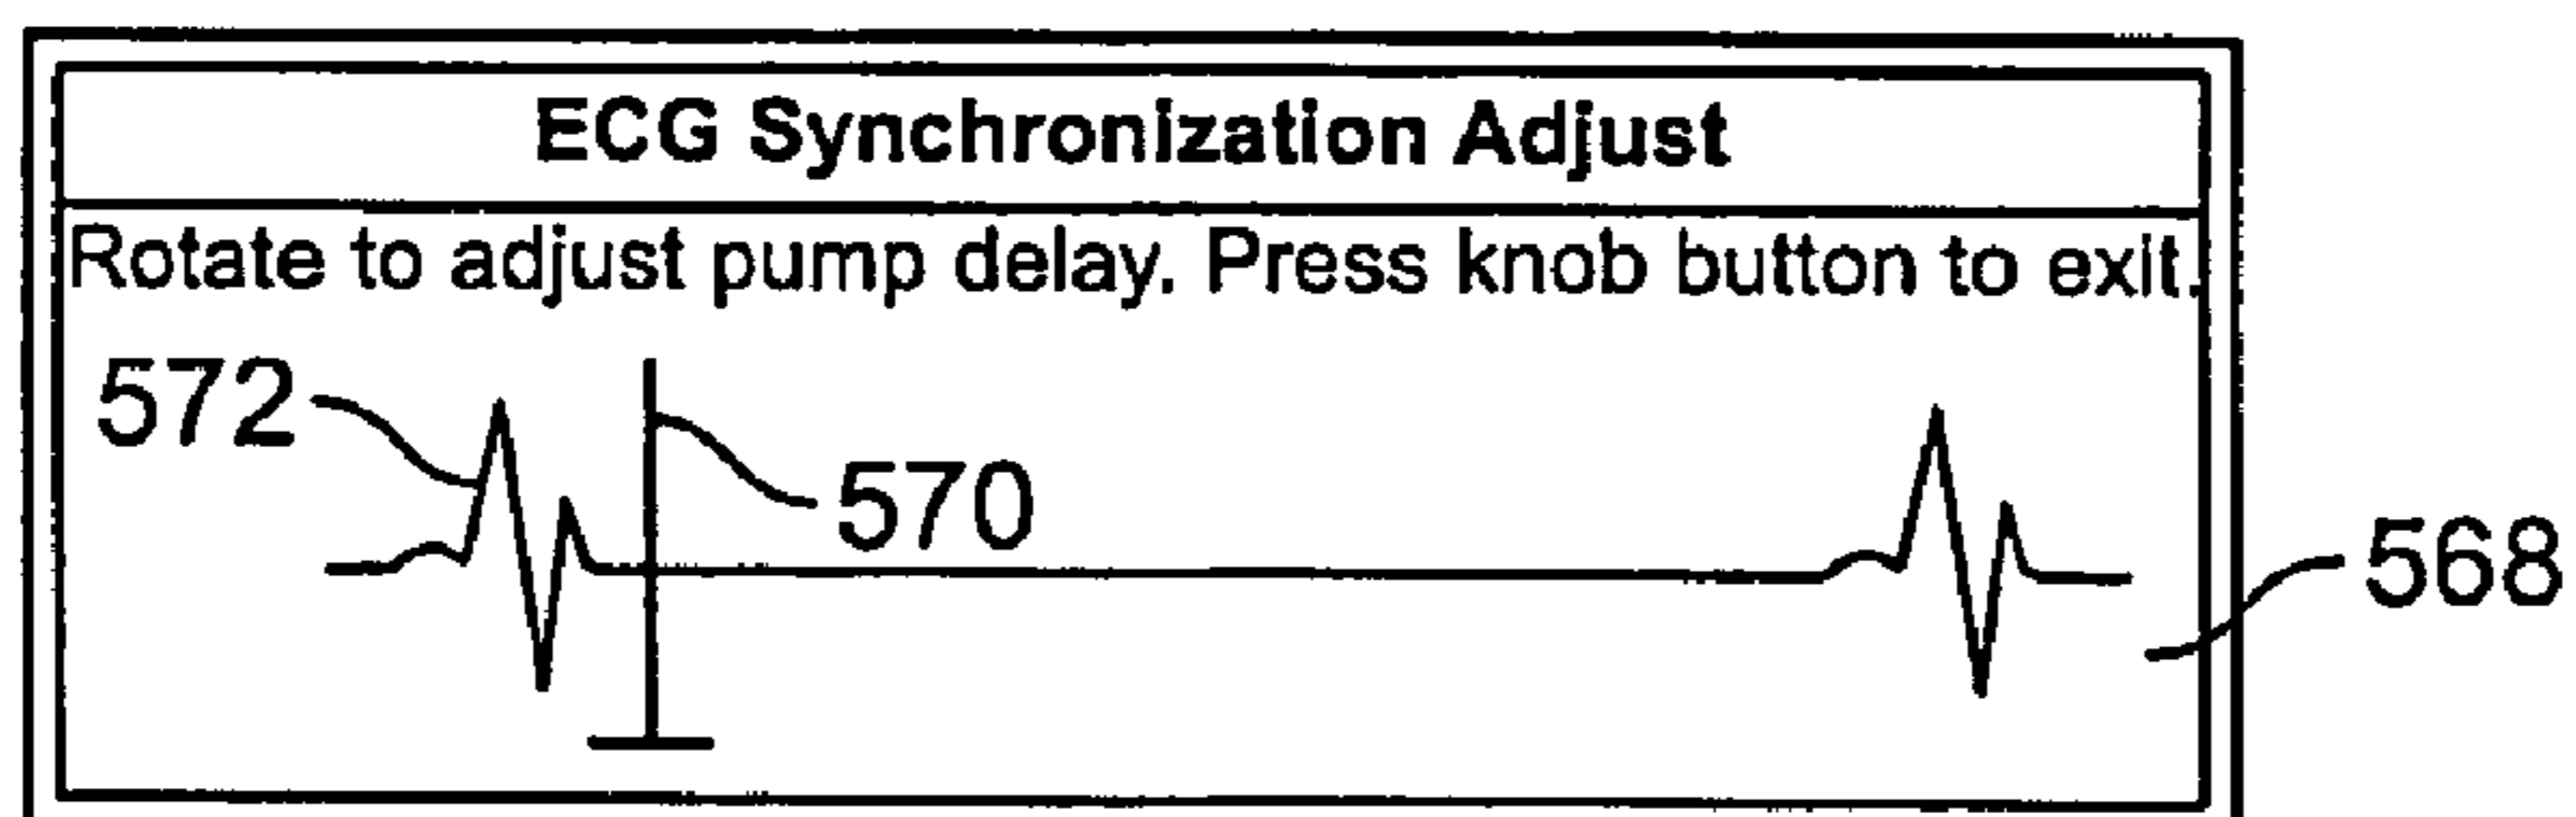 ECG Synchronization Adjust
Rotate to adjust pump delay. Press knob button to exit.
572
570
568